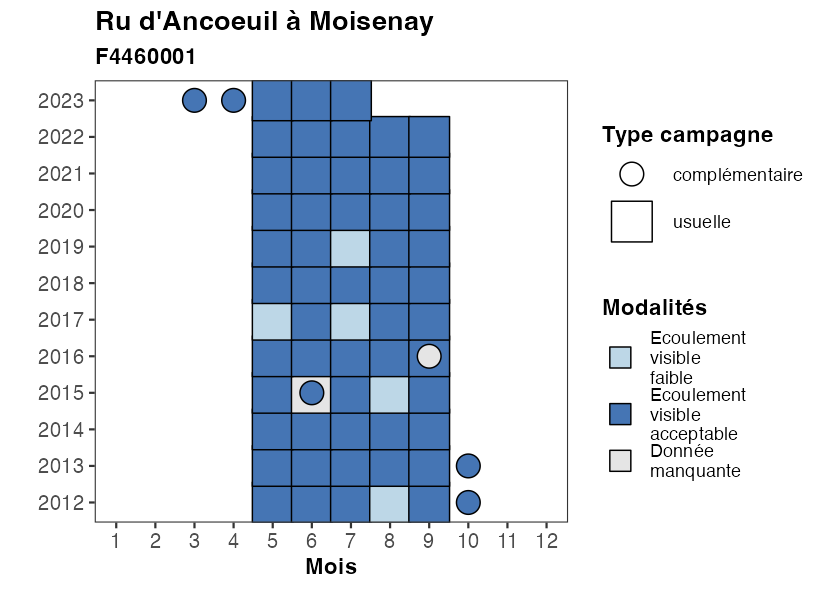 Ru d'Ancoeuil à Moisenay
F4460001
2023
2022
2021
2020
2019
2018
2017
2016
2015
2014
2013
2012
1 2 3 4 5 6 7 8 9 10 11 12
Mois
Type campagne
complémentaire
usuelle
Modalités
Ecoulement
visible
faible
Ecoulement
visible
acceptable
Donnée
manquante